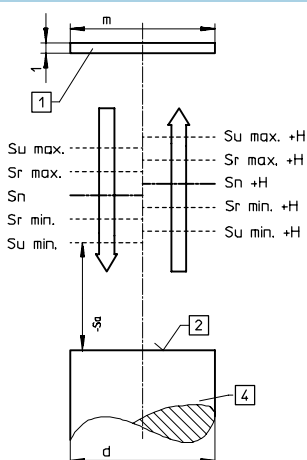 m
1
1
Su max.
Sr max.
Sn
Sr min.
Su min.
Su max. +H
Sr max. +H
Sn +H
Sr min. +H
Su min. +H
-Sa
2
4
d